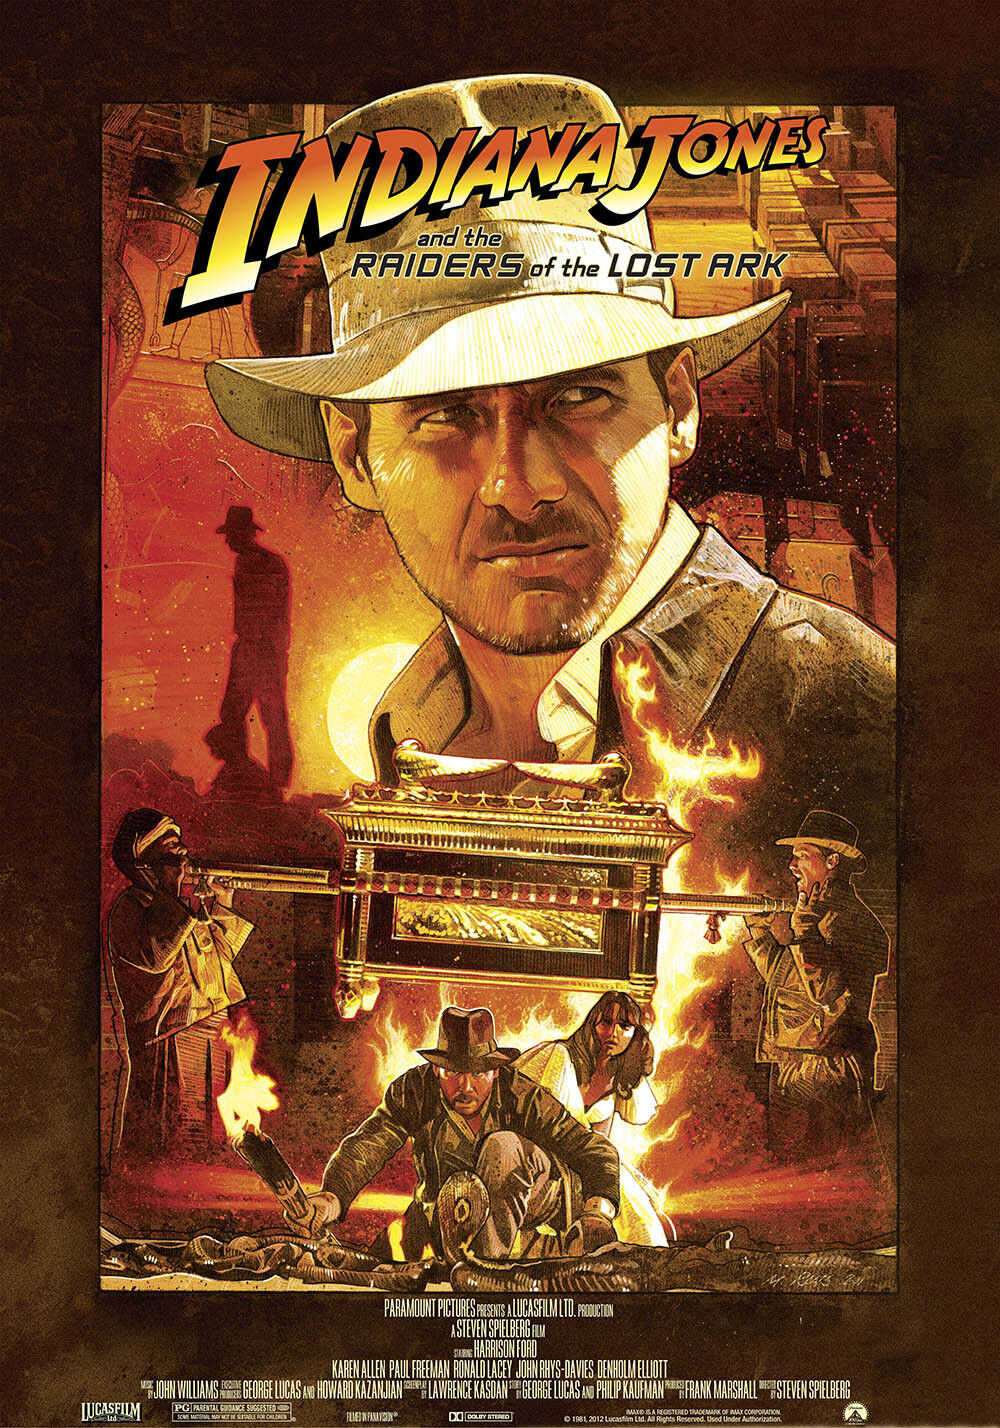 INDIANA JONES
and the
RAIDERS of the LOST ARK
PARAMOUNT PICTURES PRESENTS A LUCASFILM LTD. PRODUCTION
A STEVEN SPIELBERG FILM
STARRING HARRISON FORD
KAREN ALLEN PAUL FREEMAN RONALD LACEY JOHN RHYS-DAVIES DENHOLM ELLIOTT
MUSIC BY JOHN WILLIAMS EXECUTIVE PRODUCERS GEORGE LUCAS AND HOWARD KAZANJIAN SCREENPLAY BY LAWRENCE KASDAN STORY BY GEORGE LUCAS AND PHILIP KAUFMAN PRODUCED BY FRANK MARSHALL DIRECTED BY STEVEN SPIELBERG
LUCASFILM Ltd. PG PARENTAL GUIDANCE SUGGESTED FILMED IN PANAVISION® DOLBY STEREO IMAX® IS A REGISTERED TRADEMARK OF IMAX CORPORATION. Paramount
SOME MATERIAL MAY NOT BE SUITABLE FOR CHILDREN © 1981, 2012 Lucasfilm Ltd. All Rights Reserved. Used Under Authorization.